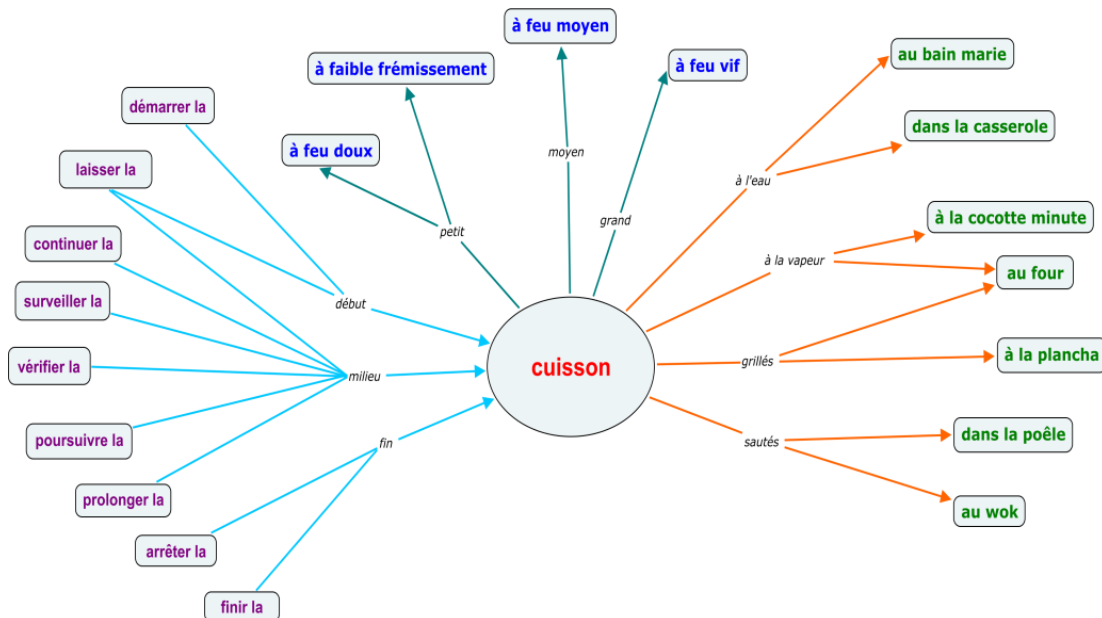 à feu moyen
à feu vif
à faible frémissement
au bain marie
démarrer la
dans la casserole
à feu doux
moyen
laisser la
à l'eau
à la cocotte minute
grand
petit
continuer la
à la vapeur
au four
surveiller la
début
à la plancha
vérifier la
cuisson
grillés
milieu
poursuivre la
fin
sautés
dans la poêle
prolonger la
au wok
arrêter la
finir la